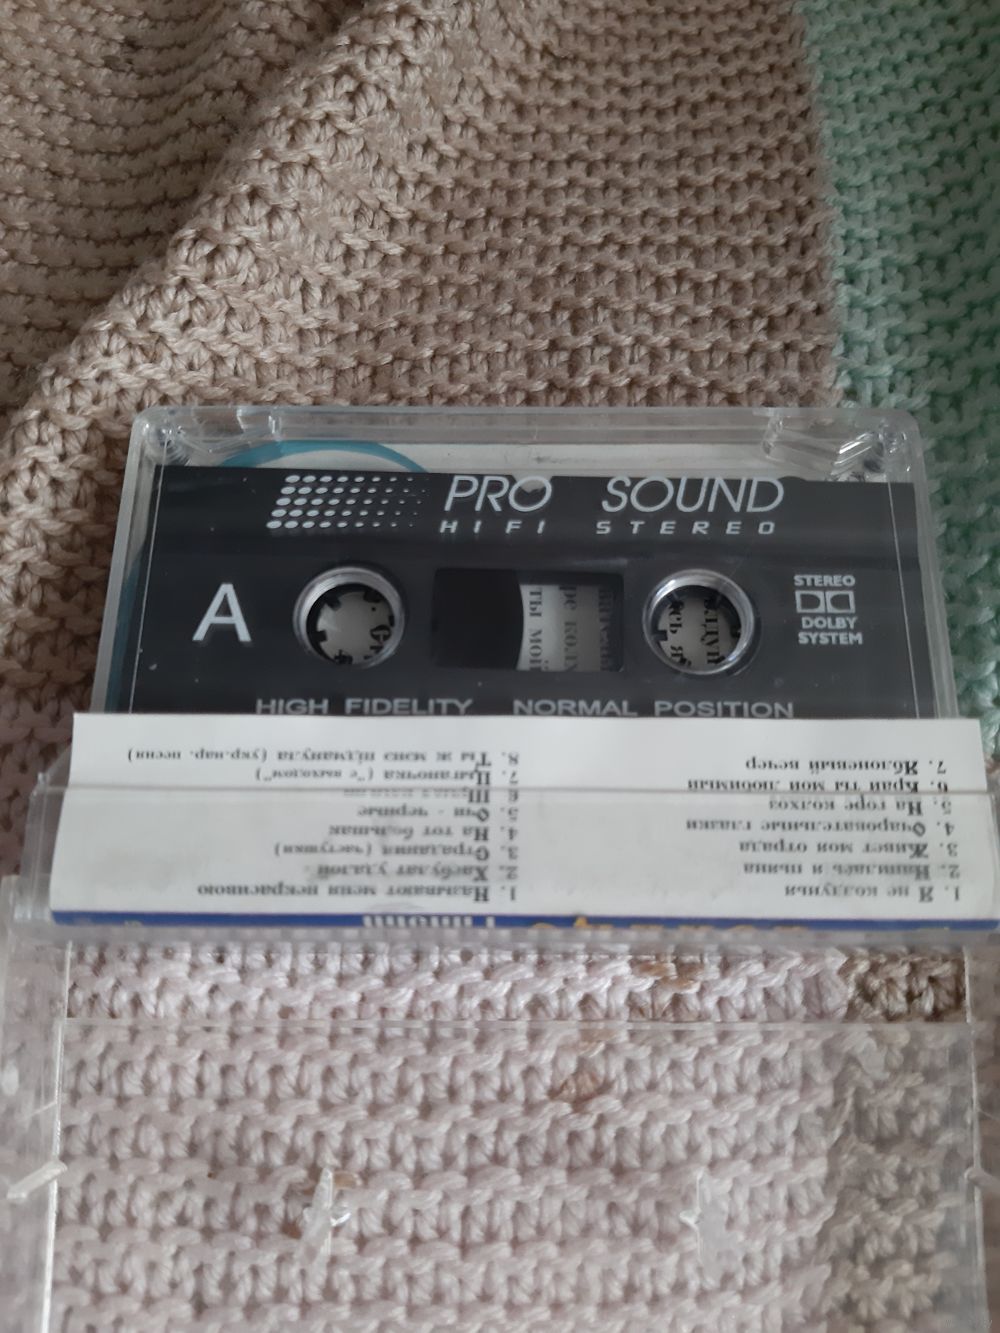 PRO SOUND
HIFI STEREO
A
STEREO
DOLBY
SYSTEM
HIGH FIDELITY NORMAL POSITION
1. Я не колдунья
2. Напилась я пьяна
3. Живет моя отрада
4. Очаровательные глазки
5. На горе колхоз
6. Край ты мой любимый
7. Яблоневый вечер
1. Называют меня некрасивою
2. Хасбулат удалой
3. Страдания (частушки)
4. На тот большак
5. Очи черные
6.
7. Цыганочка ("с выходом")
8. Ты ж мэнэ пiдманула (укр.нар. песня)